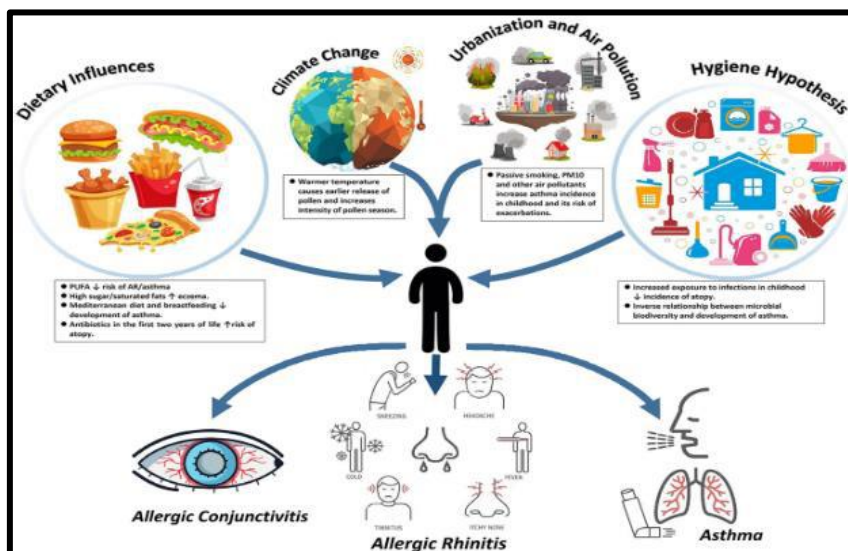 Dietary Influences
Climate Change
Urbanization and Air Pollution
Hygiene Hypothesis
● Warmer temperature
causes earlier release of
pollen and increases
intensity of pollen season.
● Passive smoking, PM10
and other air pollutants
increase asthma incidence
in childhood and its risk of
exacerbations.
● PUFA ↓ risk of AR/asthma
● High sugar/saturated fats ↑ eczema.
● Mediterranean diet and breastfeeding ↓
development of asthma.
● Antibiotics in the first two years of life ↑risk of
atopy.
● Increased exposure to infections in childhood
↓ incidence of atopy.
● Inverse relationship between microbial
biodiversity and development of asthma.
SNEEZING
HEADACHE
COLD
FEVER
TINNITUS
ITCHY NOSE
Allergic Conjunctivitis
Allergic Rhinitis
Asthma